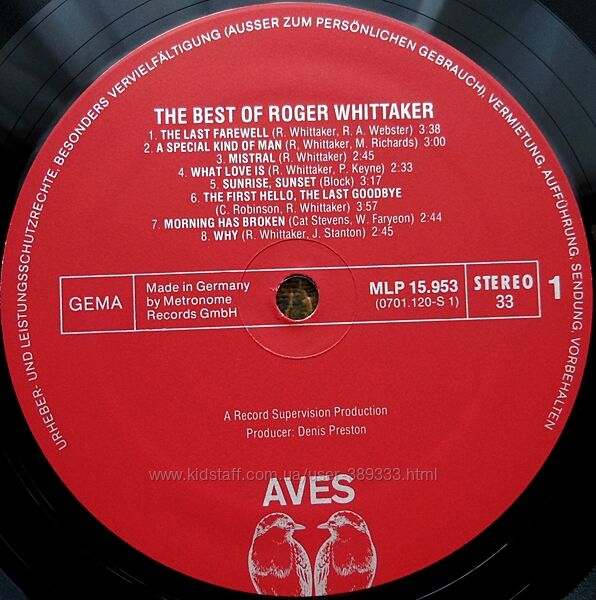 URHEBER- UND LEISTUNGSSCHUTZRECHTE, BESONDERS VERVIELFÄLTIGUNG (AUSSER ZUM PERSÖNLICHEN GEBRAUCH), VERMIETUNG, AUFFÜHRUNG, SENDUNG, VORBEHALTEN
THE BEST OF ROGER WHITTAKER
1. THE LAST FAREWELL (R. Whittaker, R. A. Webster) 3:38
2. A SPECIAL KIND OF MAN (R. Whittaker, M. Richards) 3:00
3. MISTRAL (R. Whittaker) 2:45
4. WHAT LOVE IS (R. Whittaker, P. Keyne) 2:33
5. SUNRISE, SUNSET (Block) 3:17
6. THE FIRST HELLO, THE LAST GOODBYE
(C. Robinson, R. Whittaker) 3:57
7. MORNING HAS BROKEN (Cat Stevens, W. Faryeon) 2:44
8. WHY (R. Whittaker, J. Stanton) 2:45
GEMA
Made in Germany
by Metronome
Records GmbH
MLP 15.953
(0701.120-S 1)
STEREO
33
1
A Record Supervision Production
Producer: Denis Preston
www.kidstaff.com.ua/user-389333.html
AVES